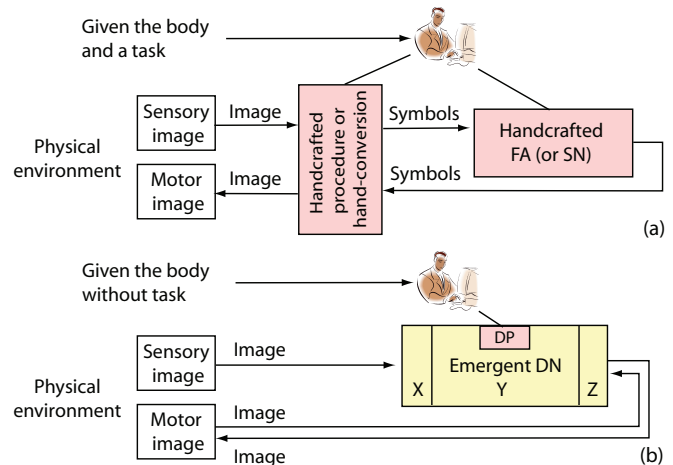 Given the body
and a task
Sensory
image
Image
Handcrafted
procedure or
hand-conversion
Symbols
Handcrafted
FA (or SN)
Physical
environment
Motor
image
Image
Symbols
(a)
Given the body
without task
DP
Sensory
image
Image
Emergent DN
X
Y
Z
Physical
environment
Motor
image
Image
Image
(b)